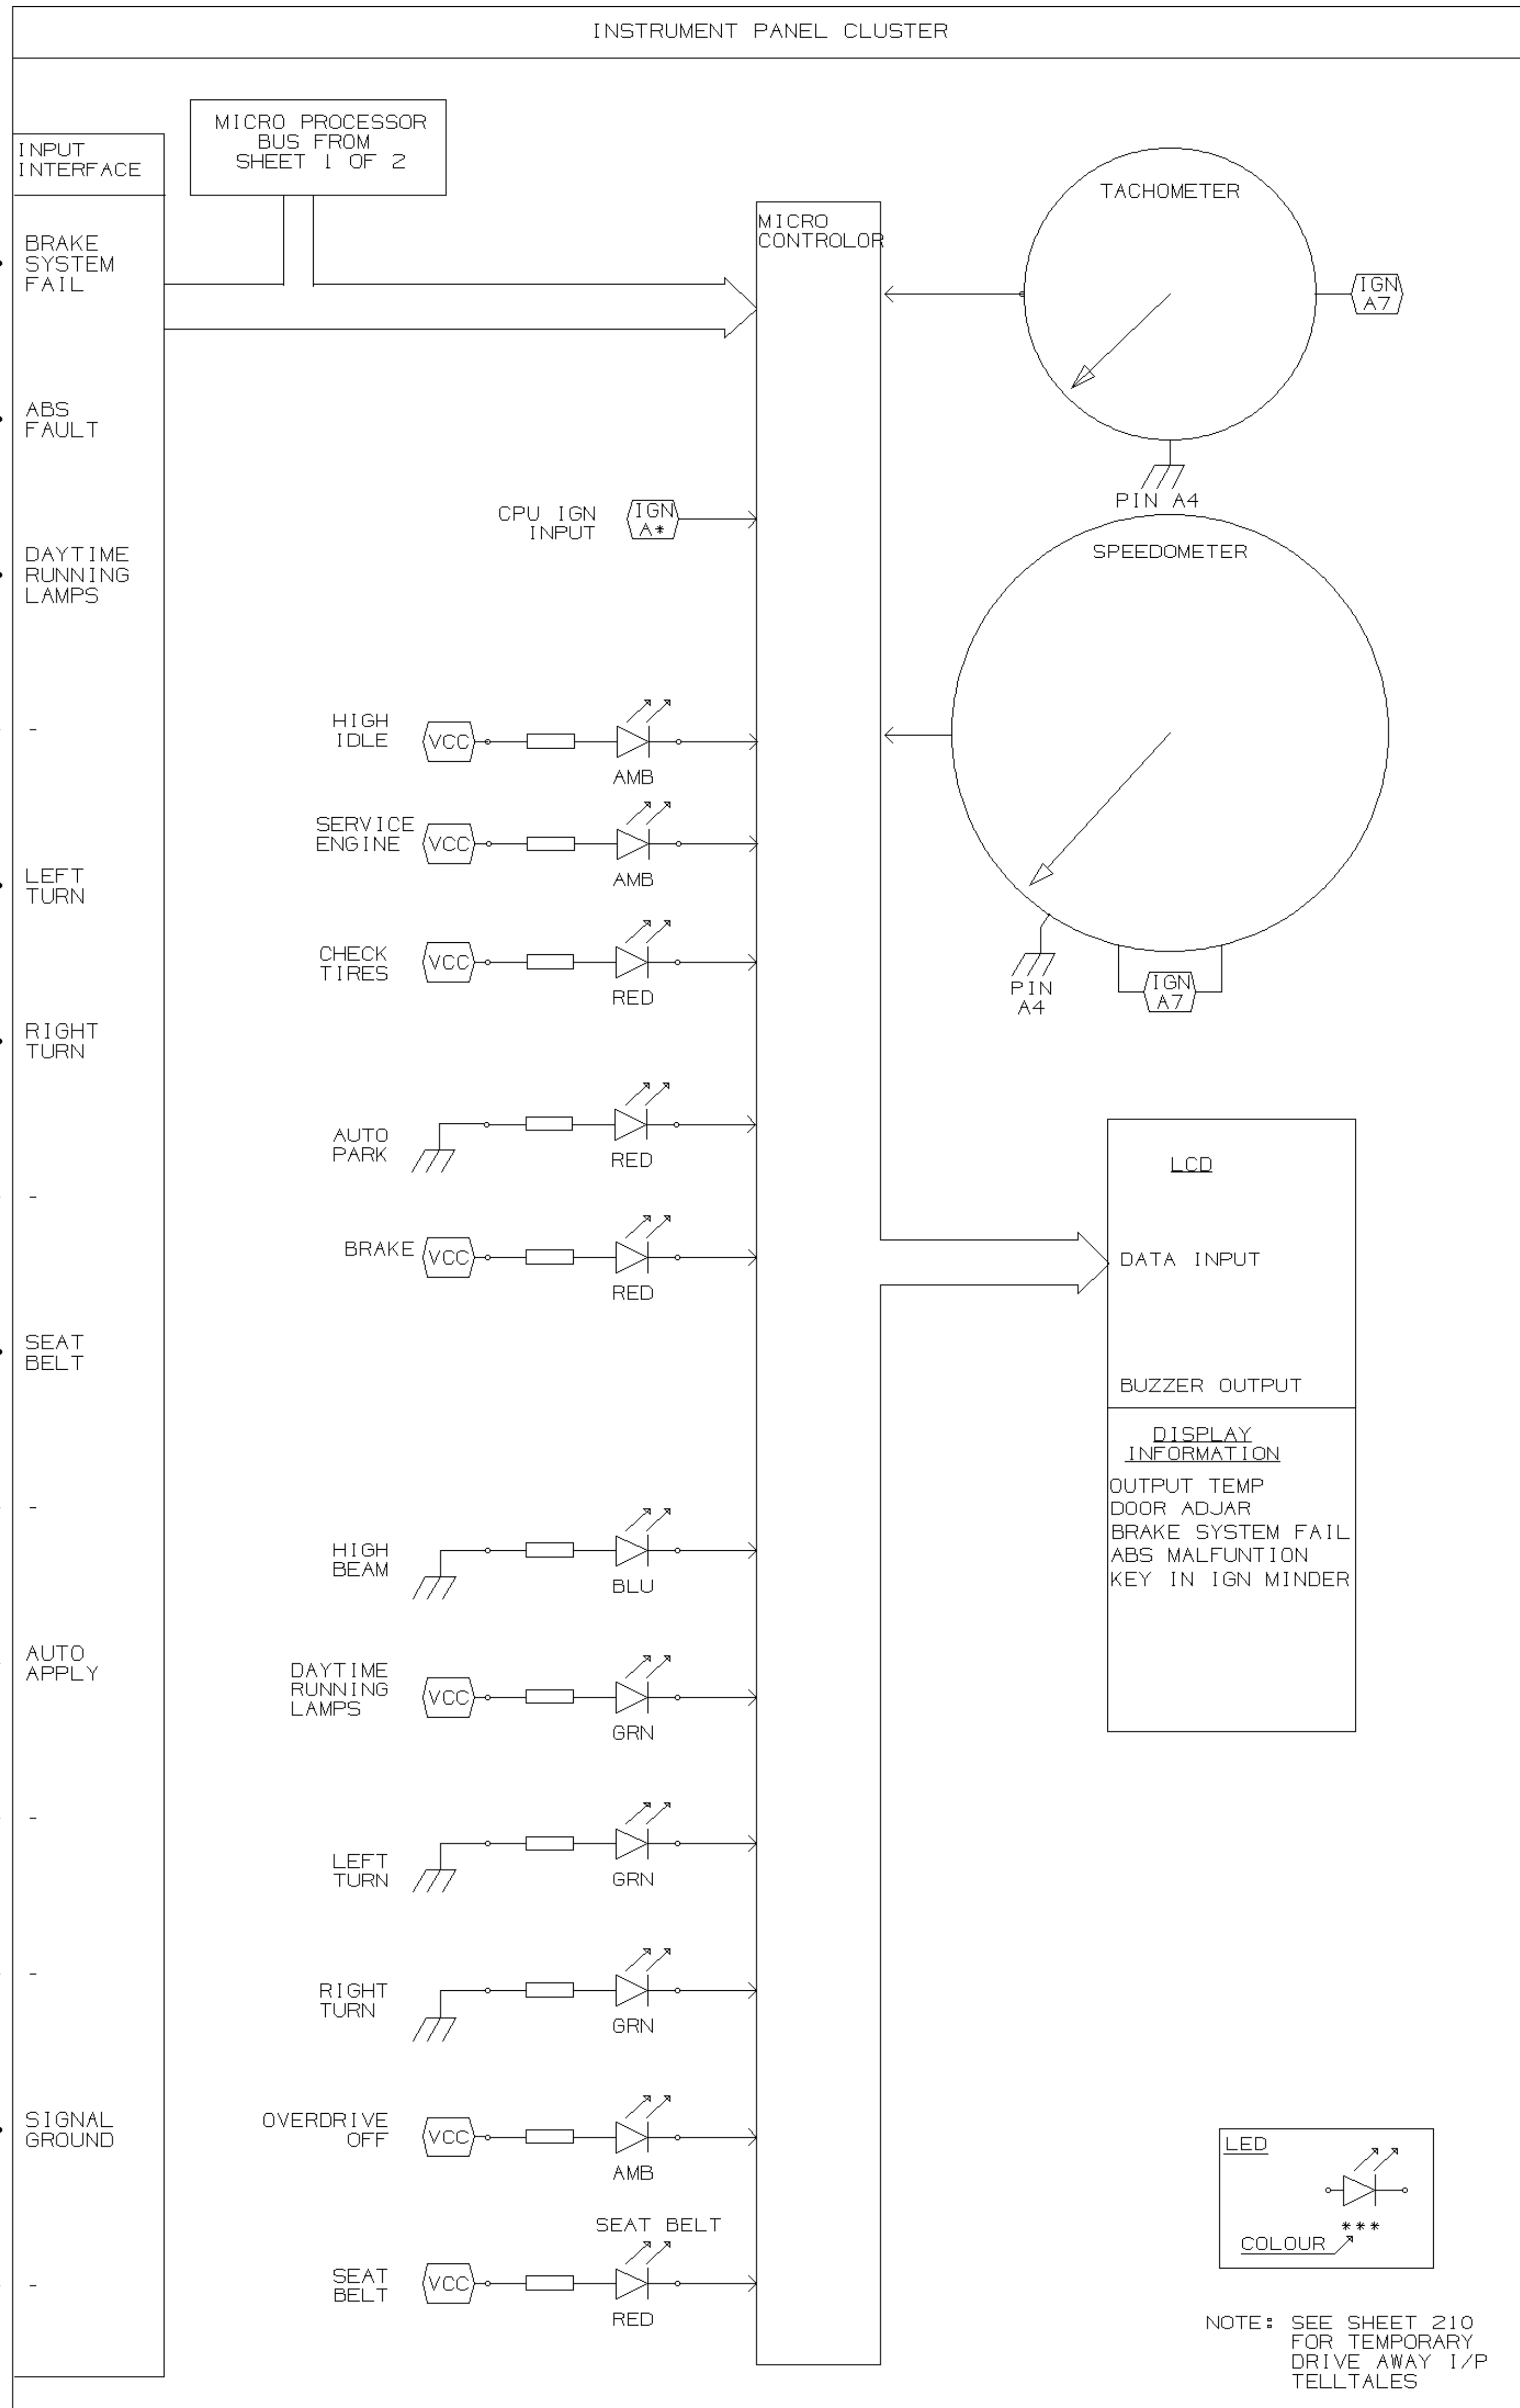 INSTRUMENT PANEL CLUSTER
MICRO PROCESSOR
BUS FROM
SHEET 1 OF 2
INPUT
INTERFACE
BRAKE
SYSTEM
FAIL
ABS
FAULT
DAYTIME
RUNNING
LAMPS
-
LEFT
TURN
RIGHT
TURN
-
SEAT
BELT
-
AUTO
APPLY
-
-
SIGNAL
GROUND
-
CPU IGN
INPUT
IGN
A*
HIGH
IDLE
VCC
AMB
SERVICE
ENGINE
VCC
AMB
CHECK
TIRES
VCC
RED
AUTO
PARK
RED
BRAKE
VCC
RED
HIGH
BEAM
BLU
DAYTIME
RUNNING
LAMPS
VCC
GRN
LEFT
TURN
GRN
RIGHT
TURN
GRN
OVERDRIVE
OFF
VCC
AMB
SEAT BELT
SEAT
BELT
VCC
RED
MICRO
CONTROLOR
TACHOMETER
IGN
A7
PIN A4
SPEEDOMETER
PIN
A4
IGN
A7
LCD
DATA INPUT
BUZZER OUTPUT
DISPLAY
INFORMATION
OUTPUT TEMP
DOOR ADJAR
BRAKE SYSTEM FAIL
ABS MALFUNTION
KEY IN IGN MINDER
LED
***
COLOUR
NOTE: SEE SHEET 210
FOR TEMPORARY
DRIVE AWAY I/P
TELLTALES